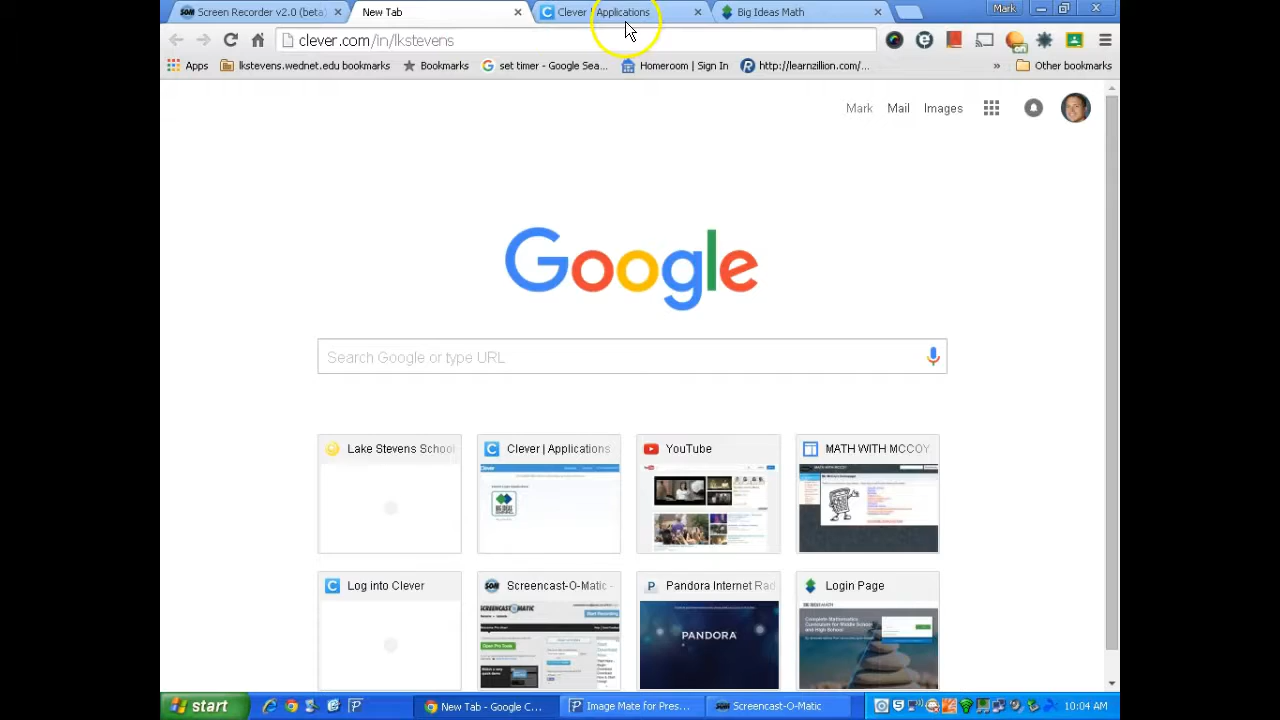 Screen Recorder v2.0 (beta
New Tab
Clever | Applications
Big Ideas Math
Mark
clever.com/in/lkstevens
on
Apps
lkstevens.wednet.edu bookmarks
Bookmarks
set timer - Google Sea...
Homeroom | Sign In
http://learnzillion.com/...
»
Other bookmarks
Mark
Mail
Images
Google
Search Google or type URL
Lake Stevens School
Clever | Applications
YouTube
MATH WITH MCCOY
Log into Clever
Screencast-O-Matic -
Pandora Internet Rad
Login Page
PANDORA
start
New Tab - Google C...
Image Mate for Pres...
Screencast-O-Matic
10:04 AM